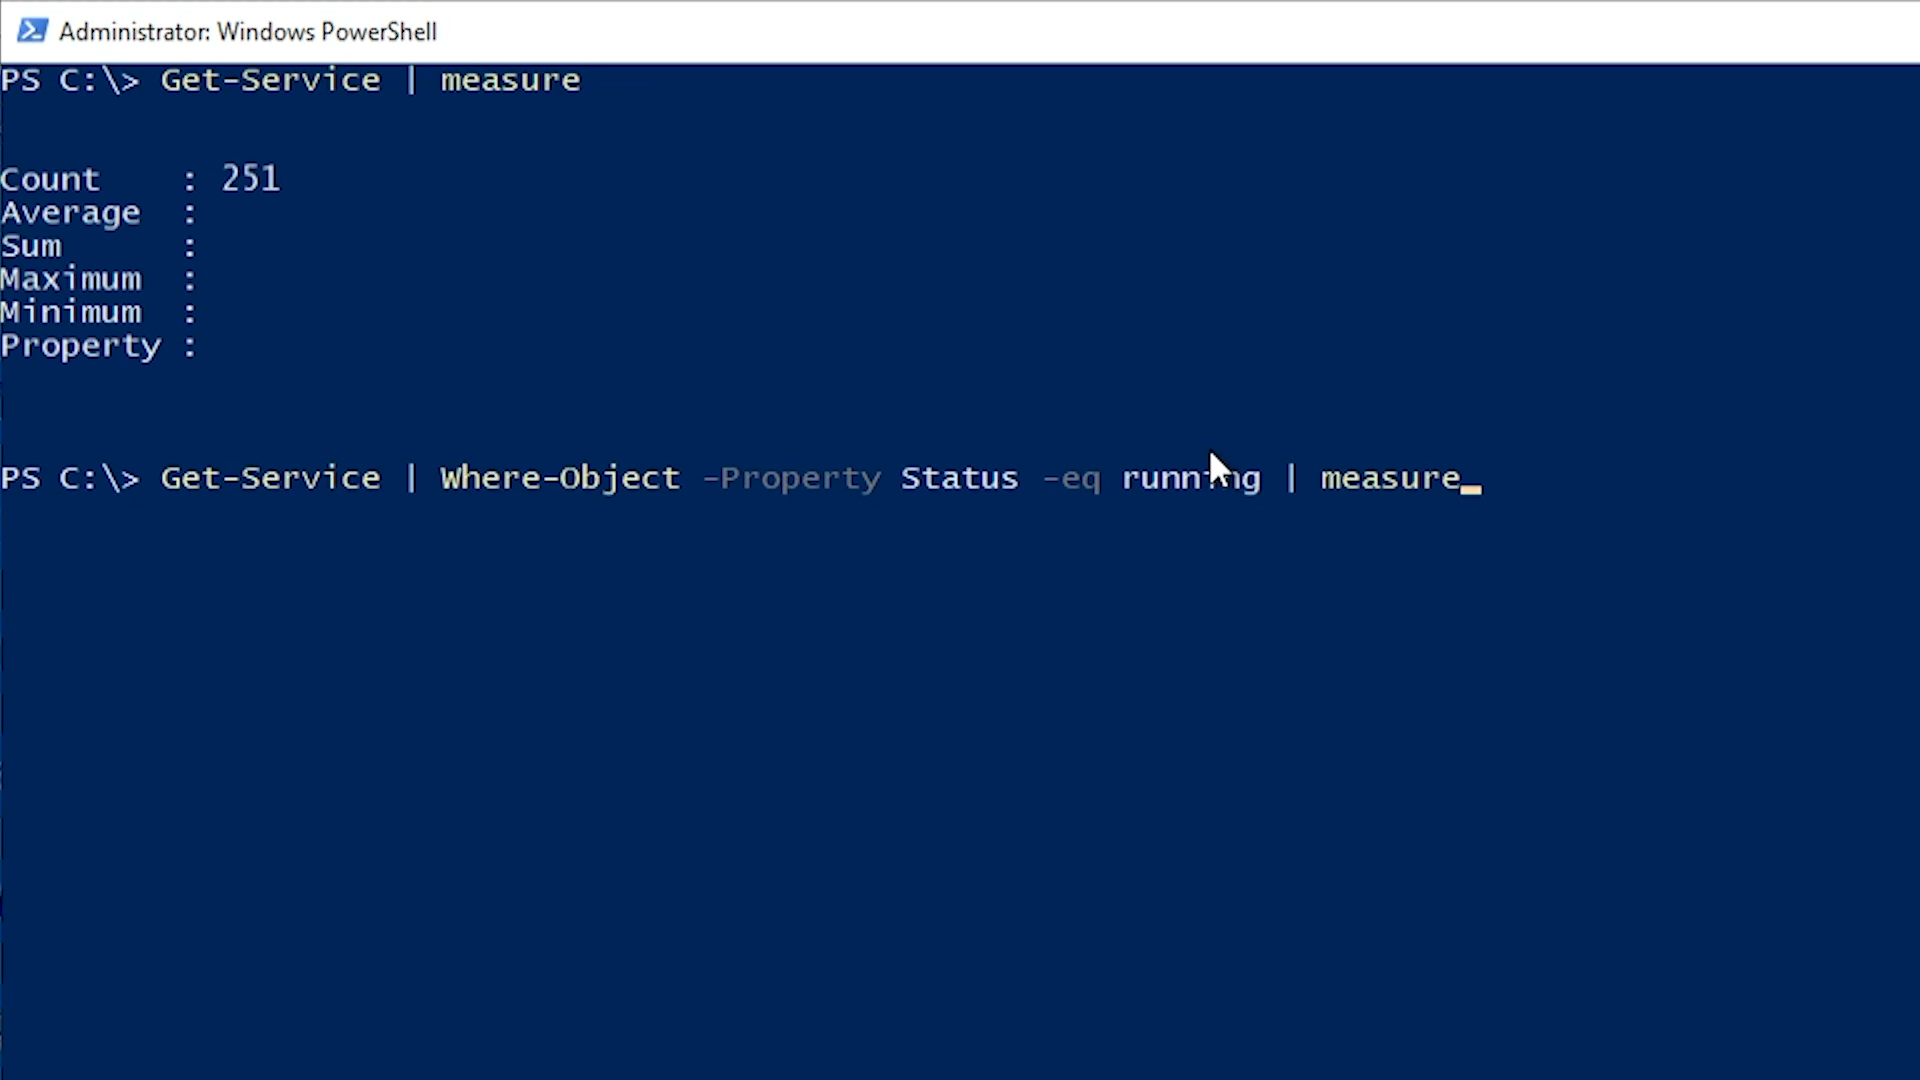 Administrator: Windows PowerShell
PS C:\> Get-Service | measure
Count    : 251
Average  :
Sum      :
Maximum  :
Minimum  :
Property :
PS C:\> Get-Service | Where-Object -Property Status -eq running | measure